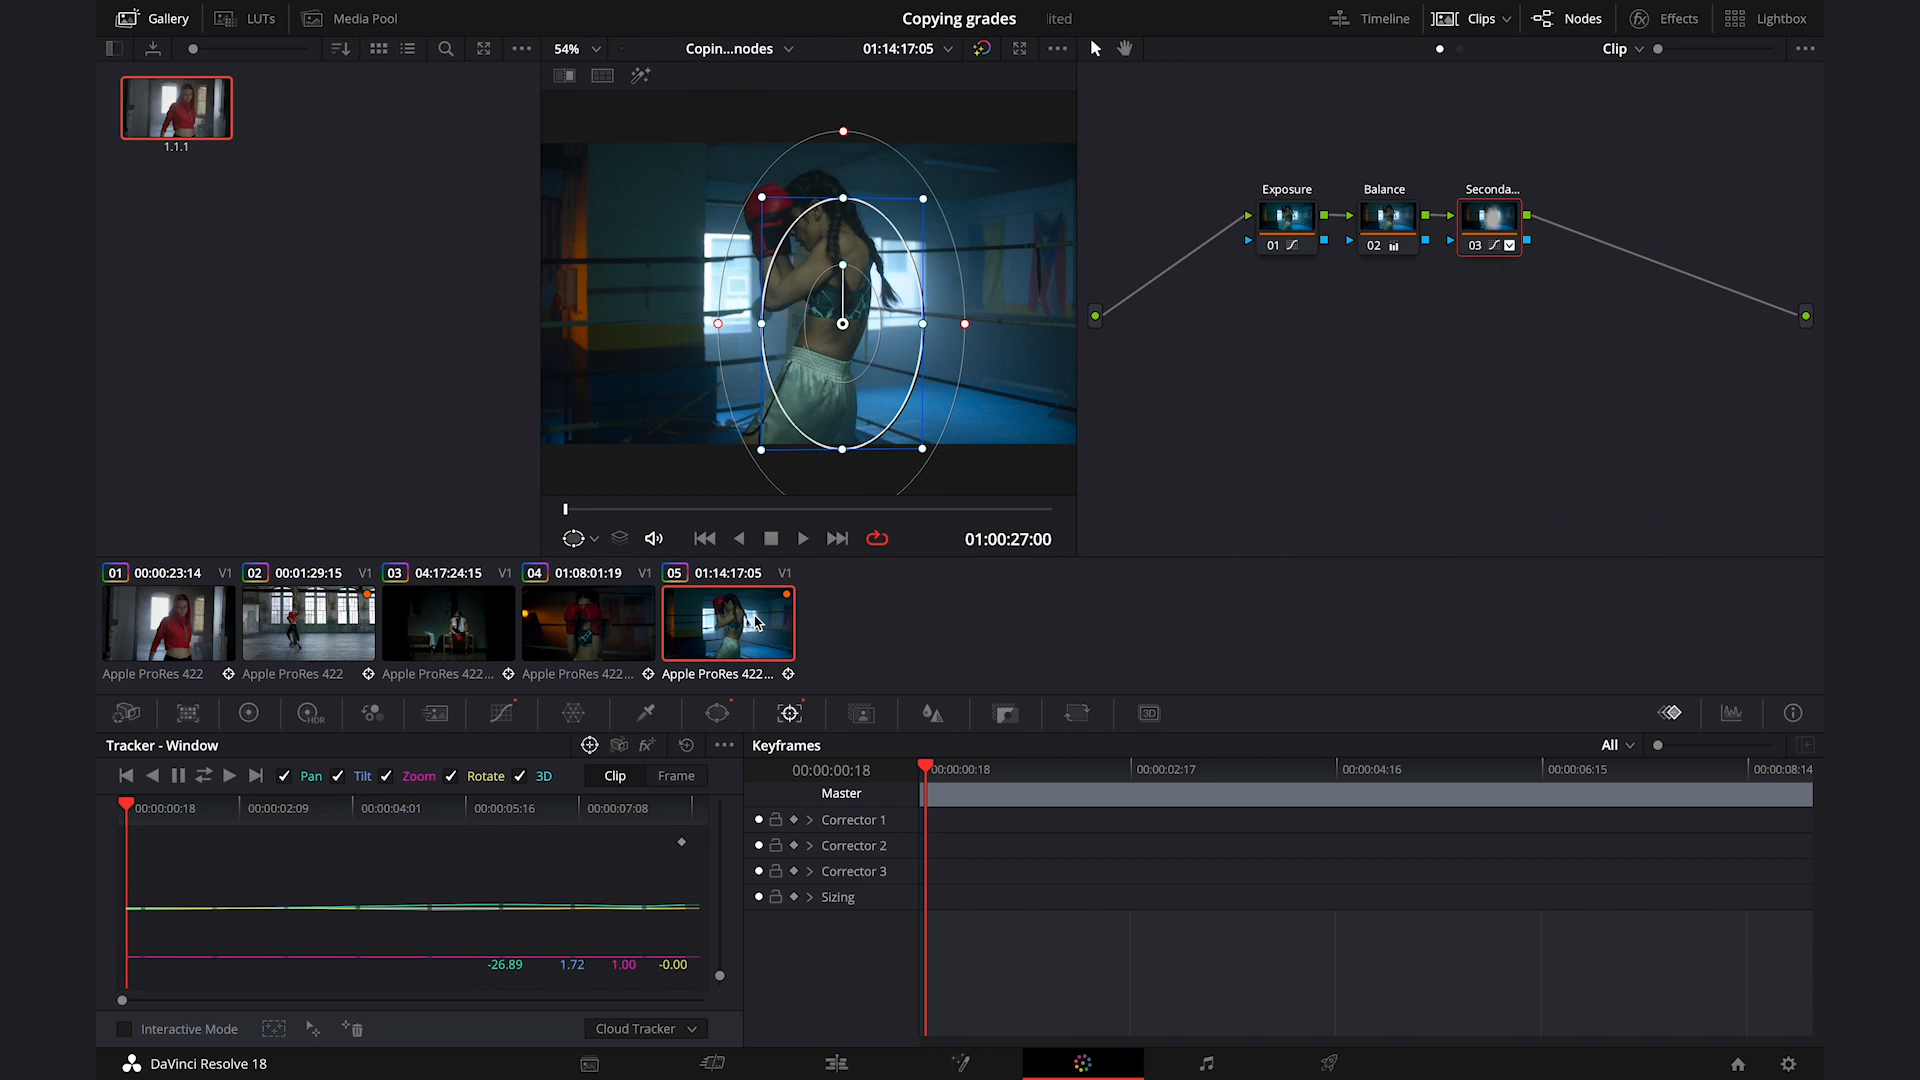 Gallery LUTs Media Pool Copying grades ited Timeline Clips Nodes Effects Lightbox
54% Copin...nodes 01:14:17:05 Clip
1.1.1
Exposure Balance Seconda...
01 02 03
01:00:27:00
01 00:00:23:14 V1 02 00:01:29:15 V1 03 04:17:24:15 V1 04 01:08:01:19 V1 05 01:14:17:05 V1
Apple ProRes 422 Apple ProRes 422 Apple ProRes 422... Apple ProRes 422... Apple ProRes 422...
HDR 3D
Tracker - Window Keyframes All
Pan Tilt Zoom Rotate 3D Clip Frame
00:00:00:18 00:00:02:09 00:00:04:01 00:00:05:16 00:00:07:08
-26.89 1.72 1.00 -0.00
00:00:00:18 00:00:00:18 00:00:02:17 00:00:04:16 00:00:06:15 00:00:08:14
Master
Corrector 1
Corrector 2
Corrector 3
Sizing
Interactive Mode Cloud Tracker
DaVinci Resolve 18